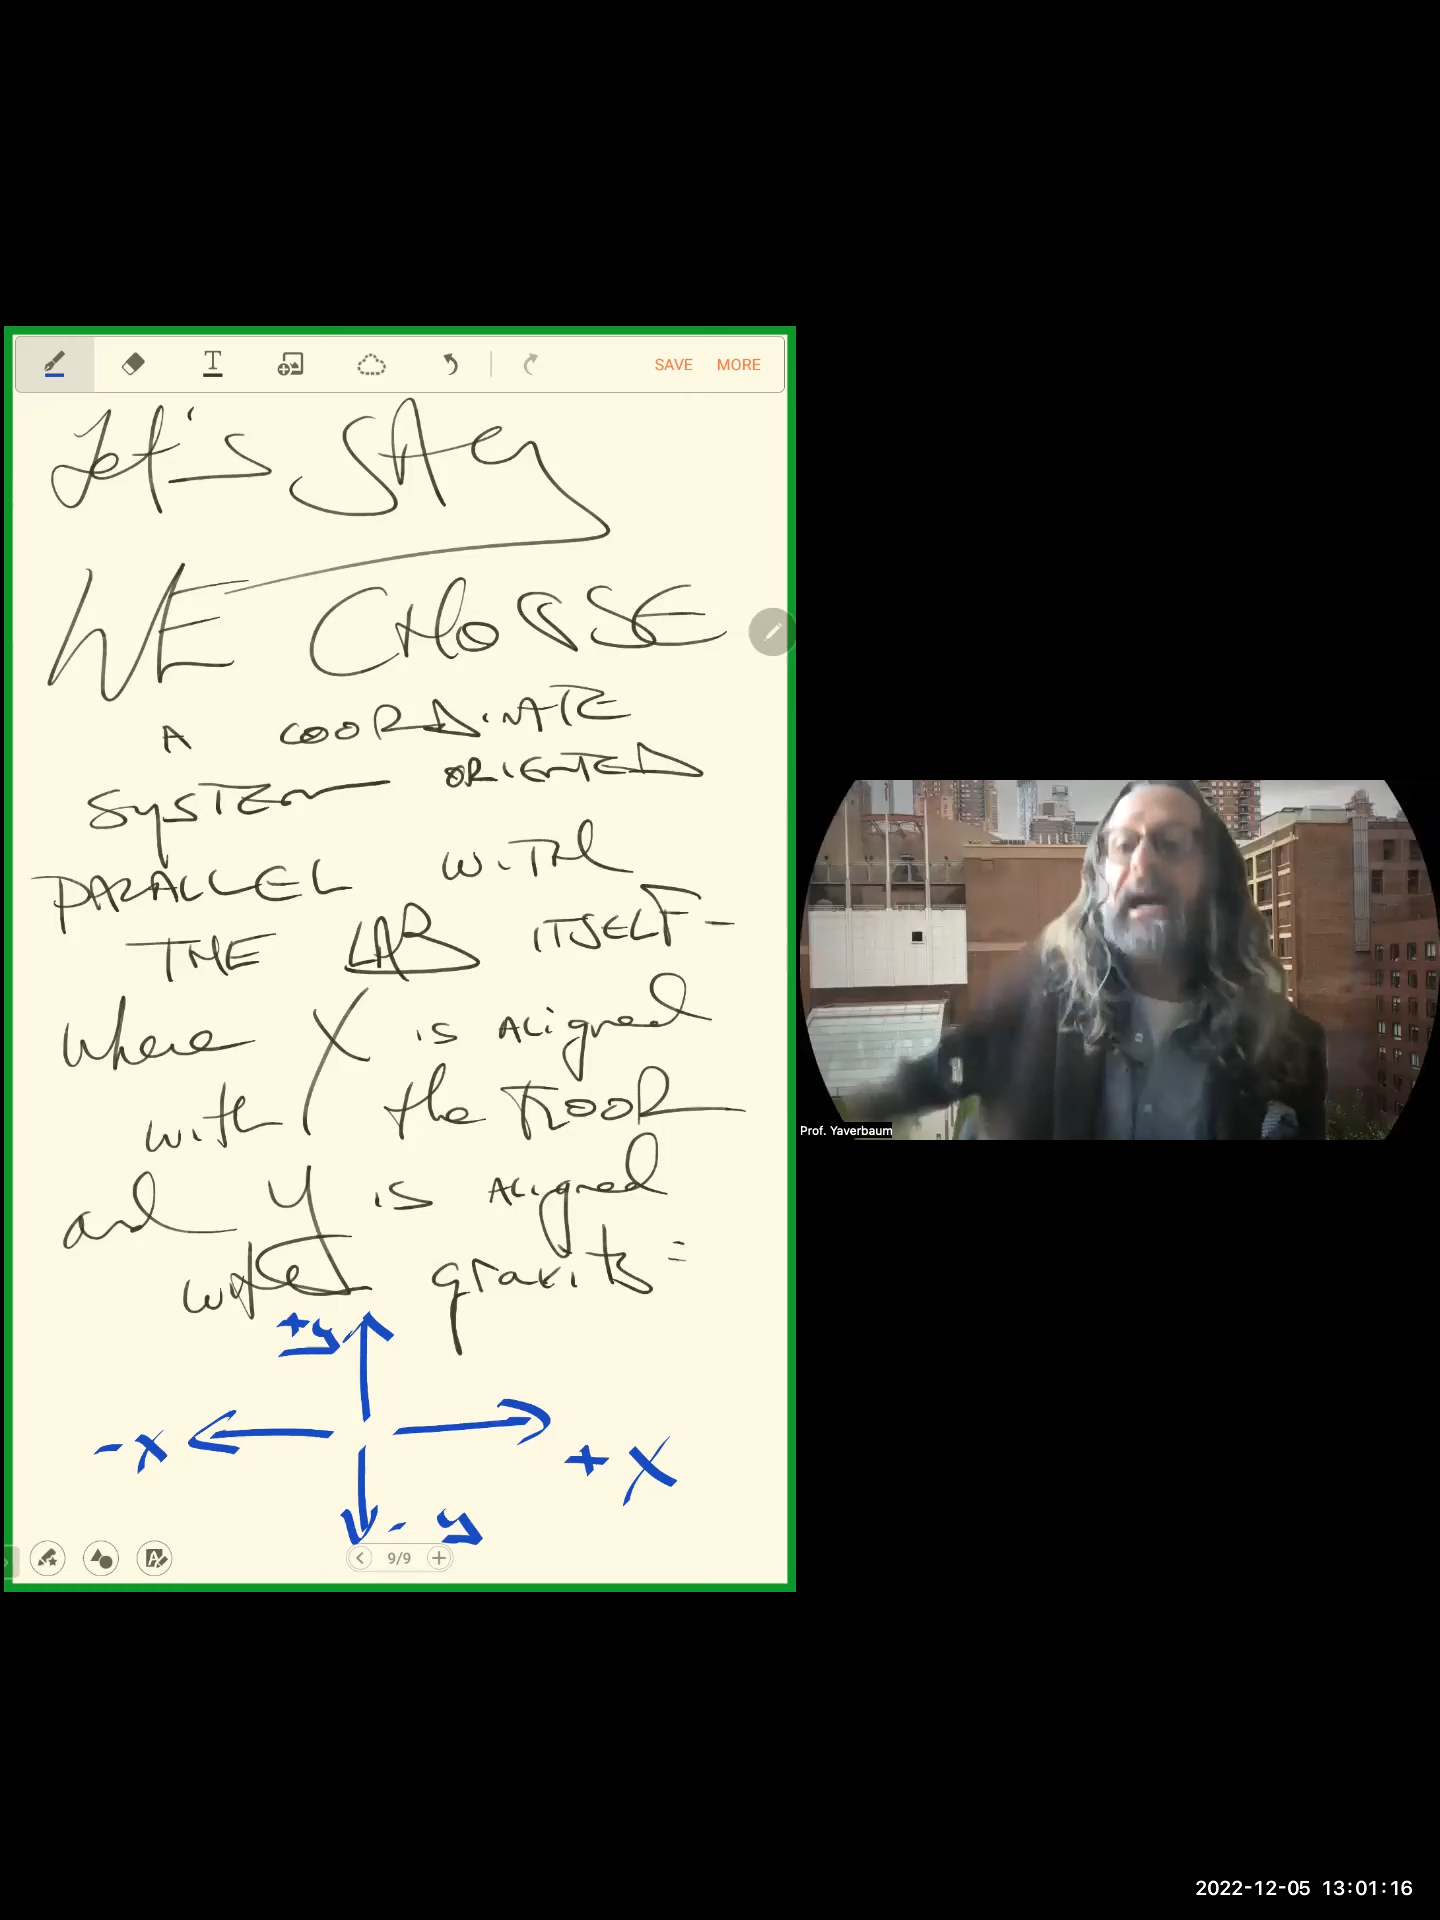 SAVE MORE
Let's SAy
WE CHOOSE
A COORDINATE
SYSTEM ORIENTED
PARALLEL WITH
THE LAB ITSELF-
Where X is ALigned
with the FLOOR
and y is ALigned
with gravity =
+y
-X
+X
- y
9/9
Prof. Yaverbaum
2022-12-05 13:01:16